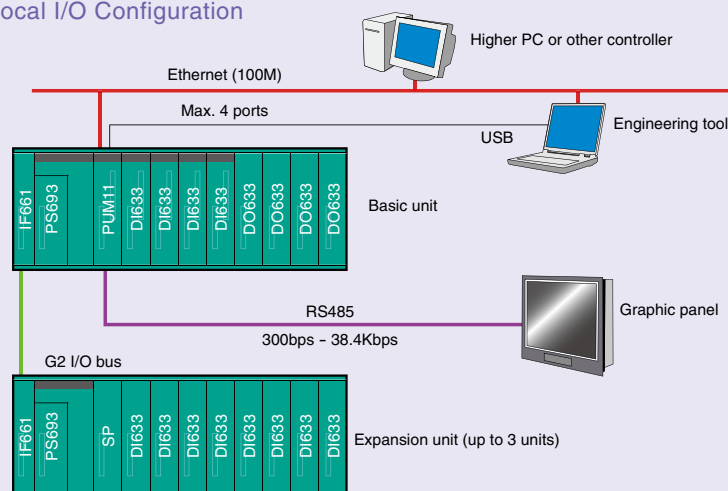 ocal I/O Configuration
Higher PC or other controller
Ethernet (100M)
Max. 4 ports
USB
Engineering tool
IF661
PS693
PUM11
DI633
DI633
DI633
DI633
DO633
DO633
DO633
DO633
Basic unit
RS485
300bps - 38.4Kbps
Graphic panel
G2 I/O bus
IF661
PS693
SP
DI633
DI633
DI633
DI633
DI633
DI633
DI633
DI633
Expansion unit (up to 3 units)